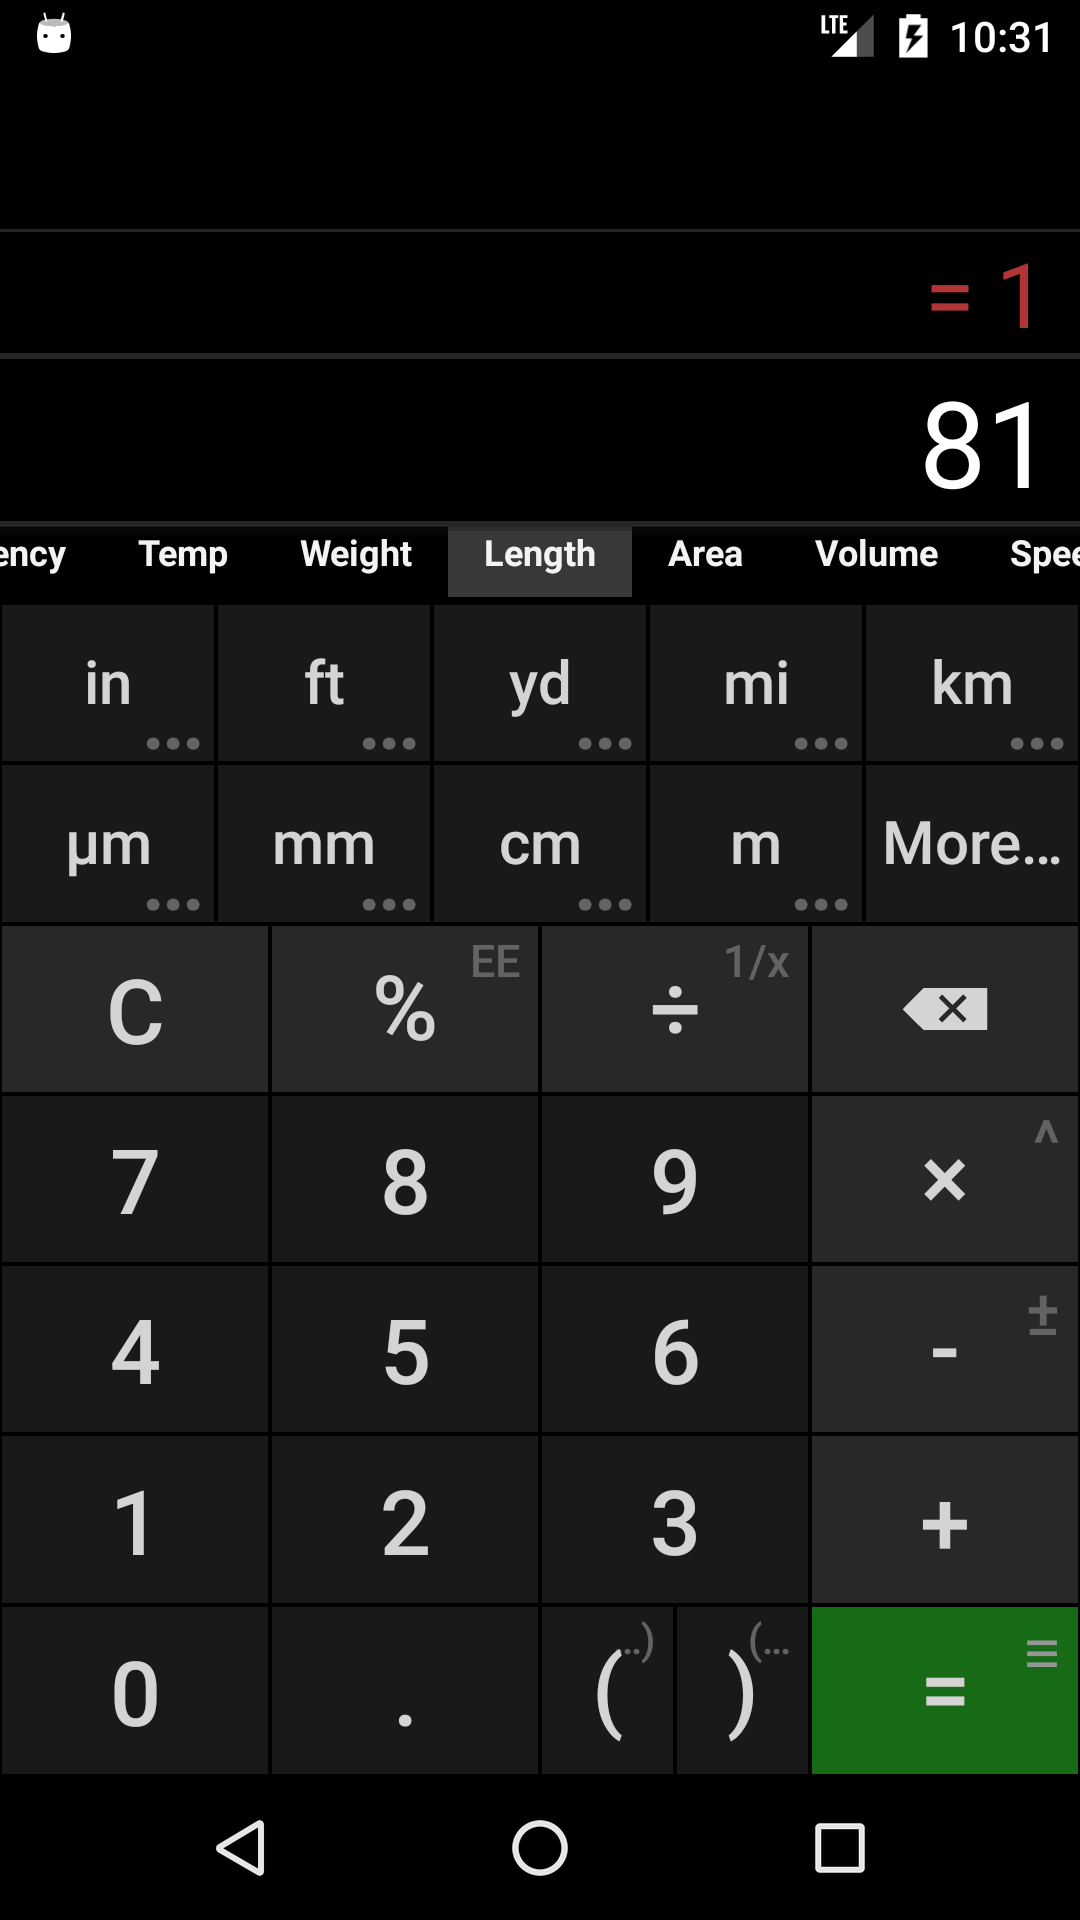 LTE 10:31
= 1
81
ency Temp Weight Length Area Volume Spee
in ft yd mi km
µm mm cm m More...
C % EE ÷ 1/x
7 8 9 × ^
4 5 6 - ±
1 2 3 +
0 . ( ..) ) (... =